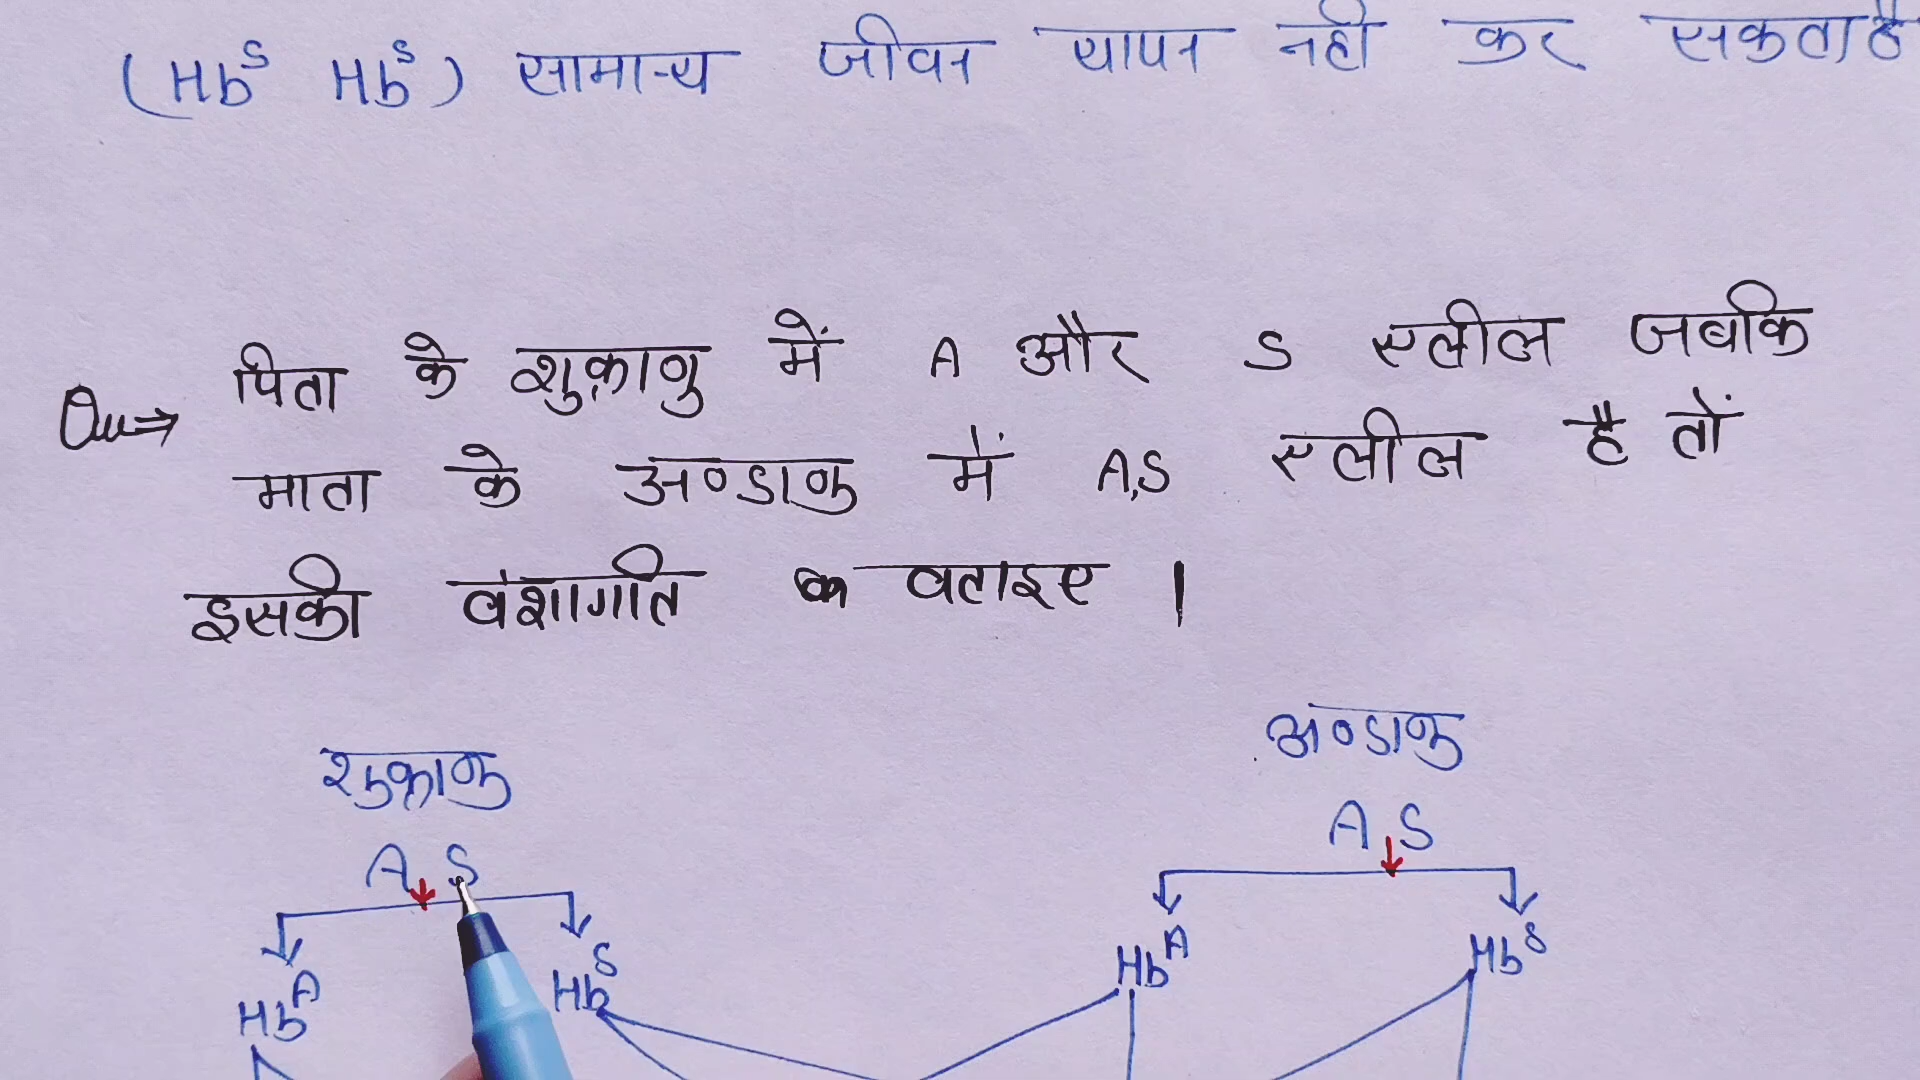 (Hbˢ Hbˢ) सामान्य जीवन यापन नही कर सकता है
Qu⇒ पिता के शुक्राणु में A और S एलील जबकि
माता के अण्डाणु में A,S एलील है तों
इसकी वंशागति बताइए ।
शुक्राणु
अण्डाणु
A, S
A S
Hbᴬ
Hbˢ
Hbᴬ
Hbˢ